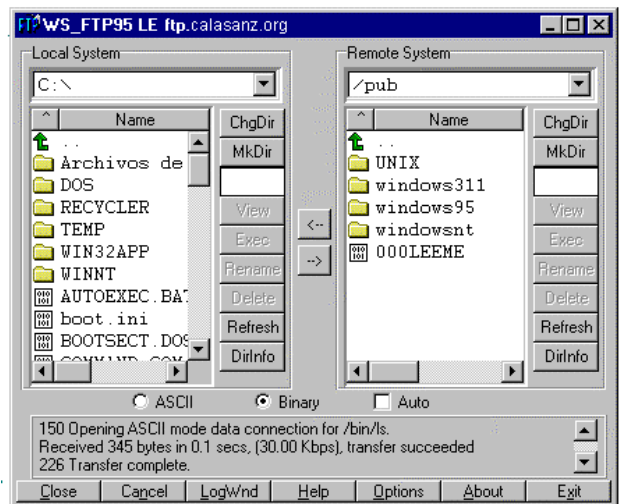 WS_FTP95 LE ftp.calasanz.org
Local System
C:\
^ Name
..
Archivos de
DOS
RECYCLER
TEMP
WIN32APP
WINNT
AUTOEXEC.BAT
boot.ini
BOOTSECT.DOS
COMMAND.COM
ChgDir
MkDir
View
Exec
Rename
Delete
Refresh
DirInfo
<--
-->
Remote System
/pub
^ Name
..
UNIX
windows311
windows95
windowsnt
000LEEME
ChgDir
MkDir
View
Exec
Rename
Delete
Refresh
DirInfo
ASCII Binary Auto
150 Opening ASCII mode data connection for /bin/ls.
Received 345 bytes in 0.1 secs, (30.00 Kbps), transfer succeeded
226 Transfer complete.
Close Cancel LogWnd Help Options About Exit